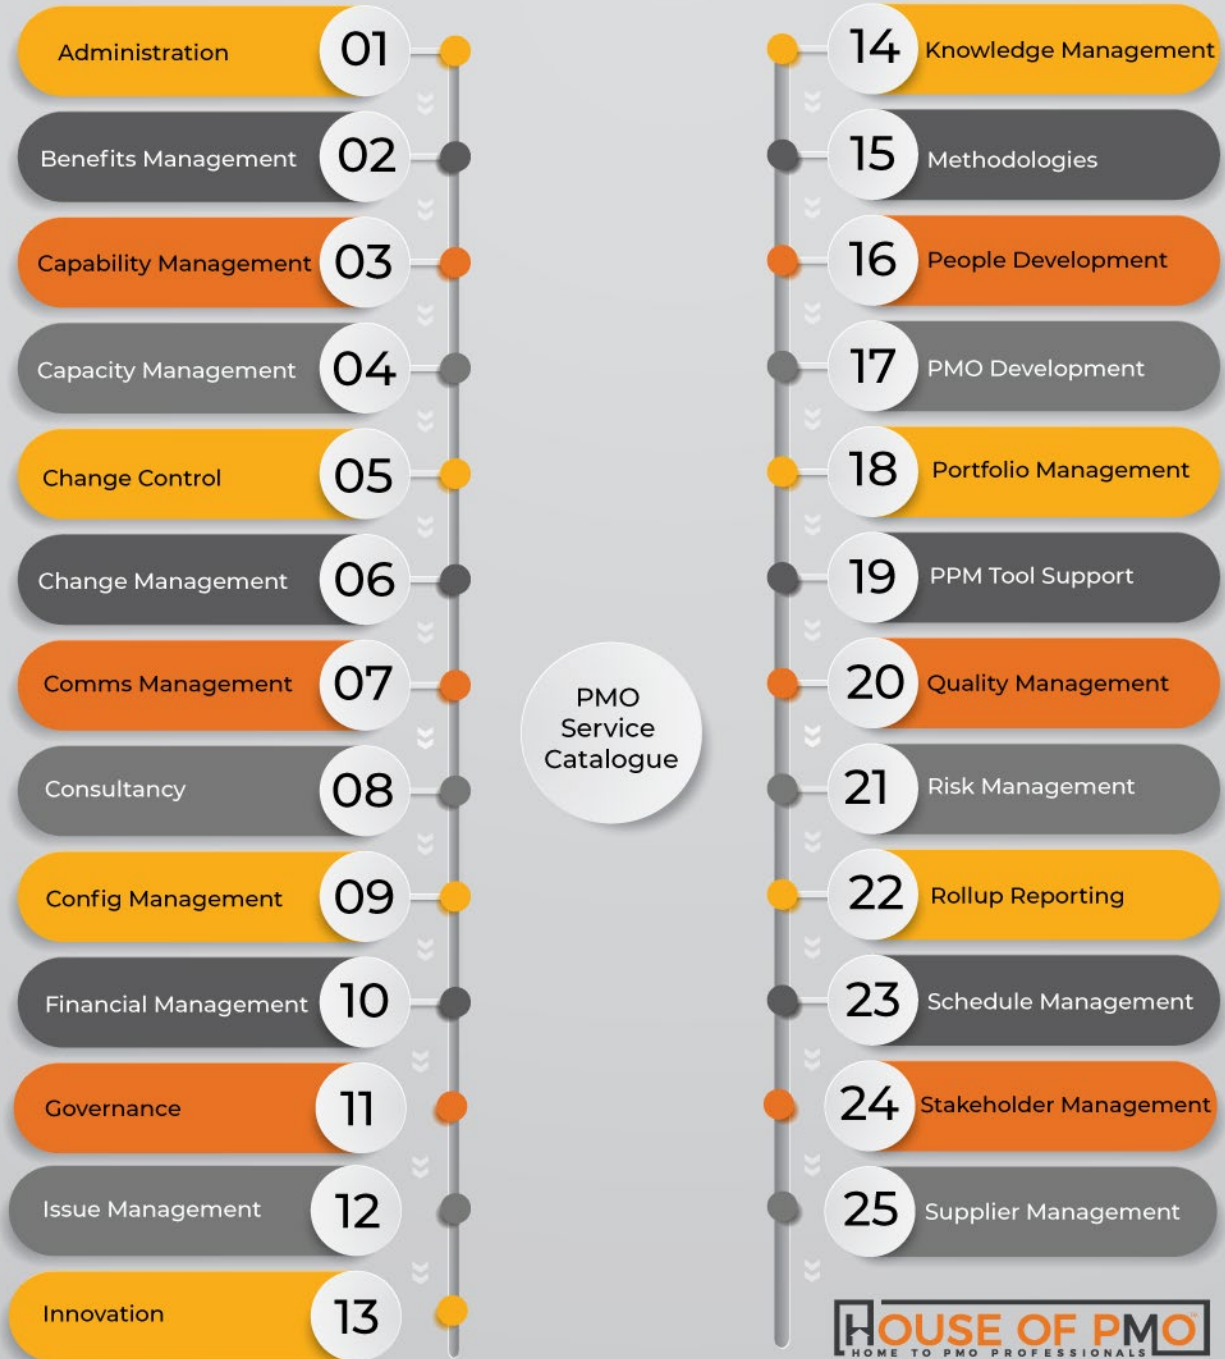 Administration 01
Benefits Management 02
Capability Management 03
Capacity Management 04
Change Control 05
Change Management 06
Comms Management 07
Consultancy 08
Config Management 09
Financial Management 10
Governance 11
Issue Management 12
Innovation 13
PMO
Service
Catalogue
14 Knowledge Management
15 Methodologies
16 People Development
17 PMO Development
18 Portfolio Management
19 PPM Tool Support
20 Quality Management
21 Risk Management
22 Rollup Reporting
23 Schedule Management
24 Stakeholder Management
25 Supplier Management
HOUSE OF PMO
HOME TO PMO PROFESSIONALS